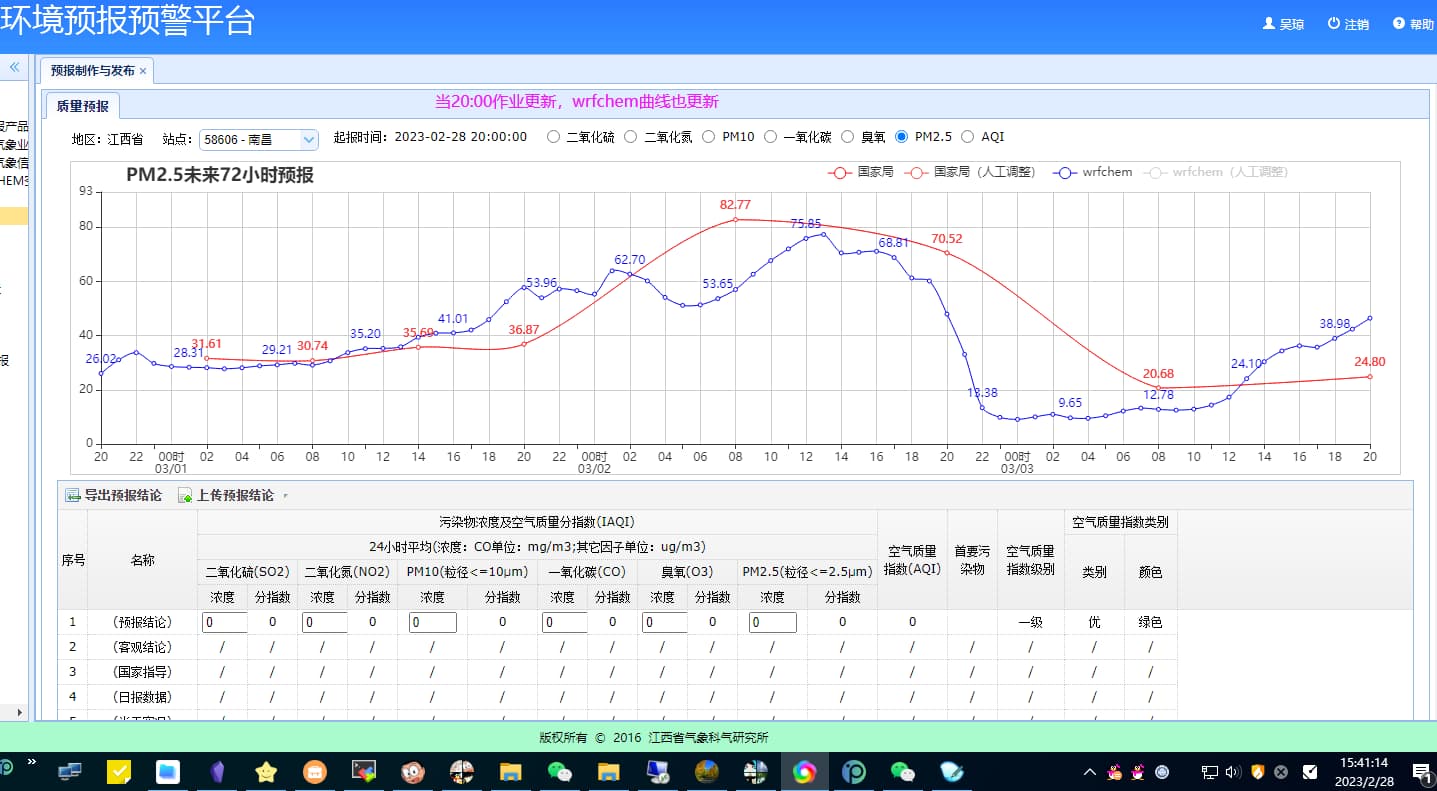 环境预报预警平台
吴琼 注销 帮助
预报制作与发布 ×
质量预报 当20:00作业更新，wrfchem曲线也更新
地区：江西省 站点：58606 - 南昌 起报时间：2023-02-28 20:00:00 二氧化硫 二氧化氮 PM10 一氧化碳 臭氧 PM2.5 AQI
PM2.5未来72小时预报 国家局 国家局（人工调整） wrfchem wrfchem（人工调整）
93
80
60
40
20
0
82.77
75.85
70.52
68.81
62.70
53.96
53.65
41.01
35.20
35.69
36.87
38.98
31.61
30.74
29.21
28.31
26.02
24.10
24.80
20.68
13.38
12.78
9.65
20 22 00时 02 04 06 08 10 12 14 16 18 20 22 00时 02 04 06 08 10 12 14 16 18 20 22 00时 02 04 06 08 10 12 14 16 18 20
03/01 03/02 03/03
导出预报结论 上传预报结论
污染物浓度及空气质量分指数(IAQI) 空气质量指数类别
24小时平均(浓度：CO单位：mg/m3;其它因子单位：ug/m3)
序号 名称 空气质量指数(AQI) 首要污染物 空气质量指数级别 类别 颜色
二氧化硫(SO2) 二氧化氮(NO2) PM10(粒径<=10μm) 一氧化碳(CO) 臭氧(O3) PM2.5(粒径<=2.5μm)
浓度 分指数 浓度 分指数 浓度 分指数 浓度 分指数 浓度 分指数 浓度 分指数
1 （预报结论） 0 0 0 0 0 0 0 0 0 0 0 0 0 一级 优 绿色
2 （客观结论） / / / / / / / / / / / / / / / / /
3 （国家指导） / / / / / / / / / / / / / / / / /
4 （日报数据） / / / / / / / / / / / / / / / / /
版权所有 © 2016 江西省气象科气研究所
15:41:14
2023/2/28